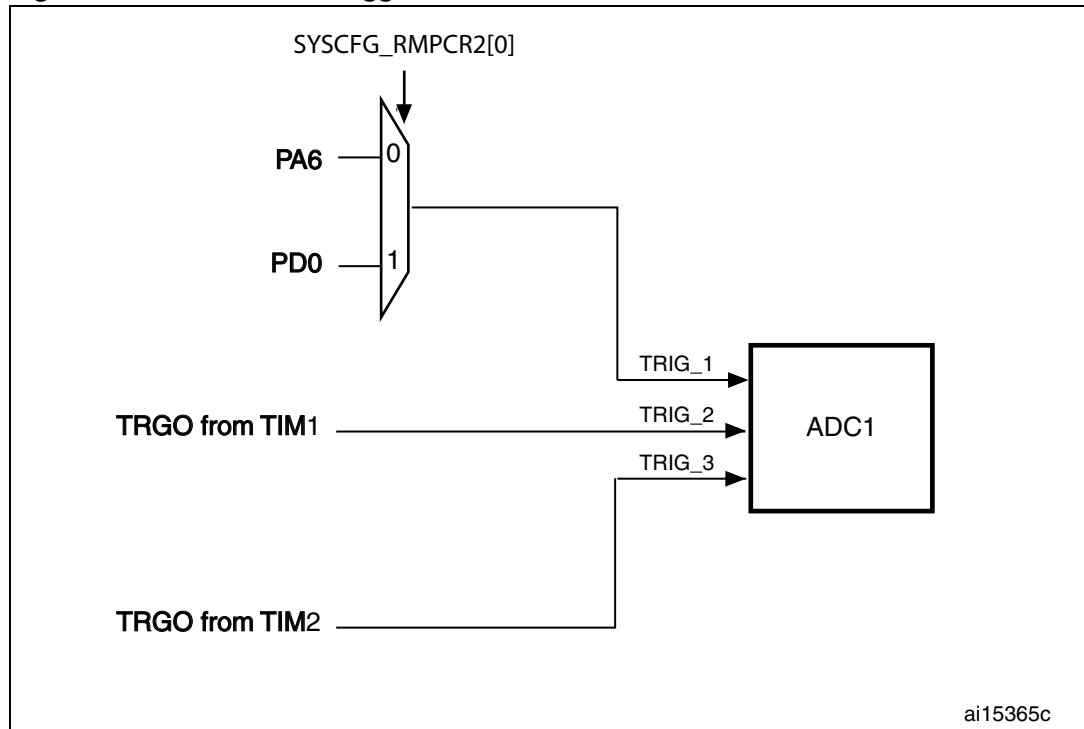 SYSCFG_RMPCR2[0]
PA6
0
PD0
1
TRIG_1
TRGO from TIM1
TRIG_2
ADC1
TRIG_3
TRGO from TIM2
ai15365c